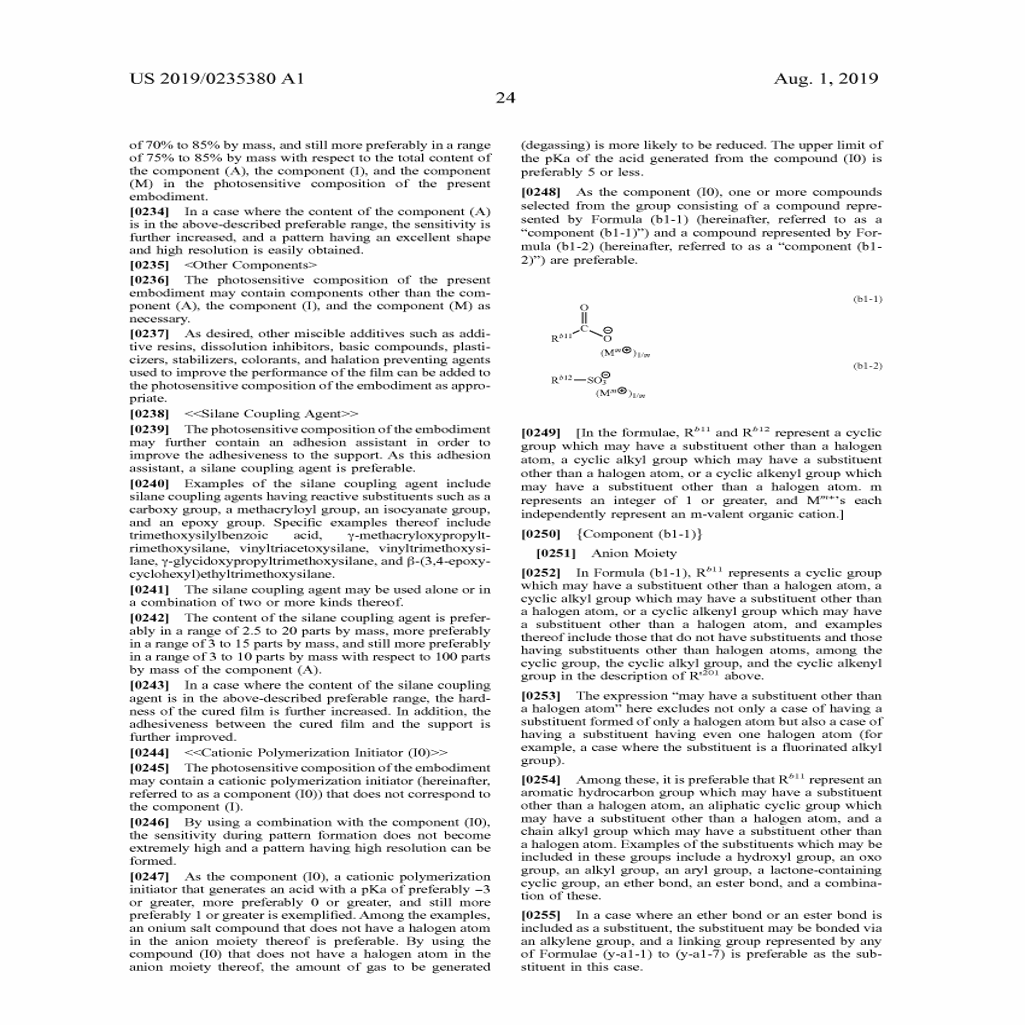 US 2019/0235380 A1
Aug. 1, 2019
24
of 70% to 85% by mass, and still more preferably in a range
of 75% to 85% by mass with respect to the total content of
the component (A), the component (I), and the component
(M) in the photosensitive composition of the present
embodiment.
[0234] In a case where the content of the component (A)
is in the above-described preferable range, the sensitivity is
further increased, and a pattern having an excellent shape
and high resolution is easily obtained.
[0235] <Other Components>
[0236] The photosensitive composition of the present
embodiment may contain components other than the com-
ponent (A), the component (I), and the component (M) as
necessary.
[0237] As desired, other miscible additives such as addi-
tive resins, dissolution inhibitors, basic compounds, plasti-
cizers, stabilizers, colorants, and halation preventing agents
used to improve the performance of the film can be added to
the photosensitive composition of the embodiment as appro-
priate.
[0238] <<Silane Coupling Agent>>
[0239] The photosensitive composition of the embodiment
may further contain an adhesion assistant in order to
improve the adhesiveness to the support. As this adhesion
assistant, a silane coupling agent is preferable.
[0240] Examples of the silane coupling agent include
silane coupling agents having reactive substituents such as a
carboxy group, a methacryloyl group, an isocyanate group,
and an epoxy group. Specific examples thereof include
trimethoxysilylbenzoic acid, γ-methacryloxypropylt-
rimethoxysilane, vinyltriacetoxysilane, vinyltrimethoxysi-
lane, γ-glycidoxypropyltrimethoxysilane, and β-(3,4-epoxy-
cyclohexyl)ethyltrimethoxysilane.
[0241] The silane coupling agent may be used alone or in
a combination of two or more kinds thereof.
[0242] The content of the silane coupling agent is prefer-
ably in a range of 2.5 to 20 parts by mass, more preferably
in a range of 3 to 15 parts by mass, and still more preferably
in a range of 3 to 10 parts by mass with respect to 100 parts
by mass of the component (A).
[0243] In a case where the content of the silane coupling
agent is in the above-described preferable range, the hard-
ness of the cured film is further increased. In addition, the
adhesiveness between the cured film and the support is
further improved.
[0244] <<Cationic Polymerization Initiator (I0)>>
[0245] The photosensitive composition of the embodiment
may contain a cationic polymerization initiator (hereinafter,
referred to as a component (I0)) that does not correspond to
the component (I).
[0246] By using a combination with the component (I0),
the sensitivity during pattern formation does not become
extremely high and a pattern having high resolution can be
formed.
[0247] As the component (I0), a cationic polymerization
initiator that generates an acid with a pKa of preferably −3
or greater, more preferably 0 or greater, and still more
preferably 1 or greater is exemplified. Among the examples,
an onium salt compound that does not have a halogen atom
in the anion moiety thereof is preferable. By using the
compound (I0) that does not have a halogen atom in the
anion moiety thereof, the amount of gas to be generated
(degassing) is more likely to be reduced. The upper limit of
the pKa of the acid generated from the compound (I0) is
preferably 5 or less.
[0248] As the component (I0), one or more compounds
selected from the group consisting of a compound repre-
sented by Formula (b1-1) (hereinafter, referred to as a
“component (b1-1)”) and a compound represented by For-
mula (b1-2) (hereinafter, referred to as a “component (b1-
2)”) are preferable.
(b1-1)
O
C
R^b11 O⊖
(M^m⊕)1/m
(b1-2)
R^b12—SO3⊖
(M^m⊕)1/m
[0249] [In the formulae, R^b11 and R^b12 represent a cyclic
group which may have a substituent other than a halogen
atom, a cyclic alkyl group which may have a substituent
other than a halogen atom, or a cyclic alkenyl group which
may have a substituent other than a halogen atom. m
represents an integer of 1 or greater, and M^m+'s each
independently represent an m-valent organic cation.]
[0250] {Component (b1-1)}
[0251] Anion Moiety
[0252] In Formula (b1-1), R^b11 represents a cyclic group
which may have a substituent other than a halogen atom, a
cyclic alkyl group which may have a substituent other than
a halogen atom, or a cyclic alkenyl group which may have
a substituent other than a halogen atom, and examples
thereof include those that do not have substituents and those
having substituents other than halogen atoms, among the
cyclic group, the cyclic alkyl group, and the cyclic alkenyl
group in the description of R'^201 above.
[0253] The expression “may have a substituent other than
a halogen atom” here excludes not only a case of having a
substituent formed of only a halogen atom but also a case of
having a substituent having even one halogen atom (for
example, a case where the substituent is a fluorinated alkyl
group).
[0254] Among these, it is preferable that R^b11 represent an
aromatic hydrocarbon group which may have a substituent
other than a halogen atom, an aliphatic cyclic group which
may have a substituent other than a halogen atom, and a
chain alkyl group which may have a substituent other than
a halogen atom. Examples of the substituents which may be
included in these groups include a hydroxyl group, an oxo
group, an alkyl group, an aryl group, a lactone-containing
cyclic group, an ether bond, an ester bond, and a combina-
tion of these.
[0255] In a case where an ether bond or an ester bond is
included as a substituent, the substituent may be bonded via
an alkylene group, and a linking group represented by any
of Formulae (y-a1-1) to (y-a1-7) is preferable as the sub-
stituent in this case.